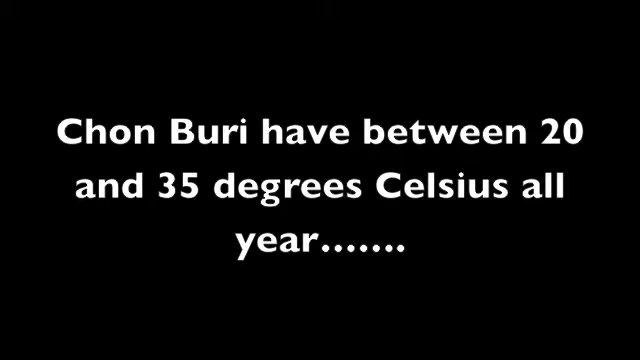 Chon Buri have between 20
and 35 degrees Celsius all
year.......